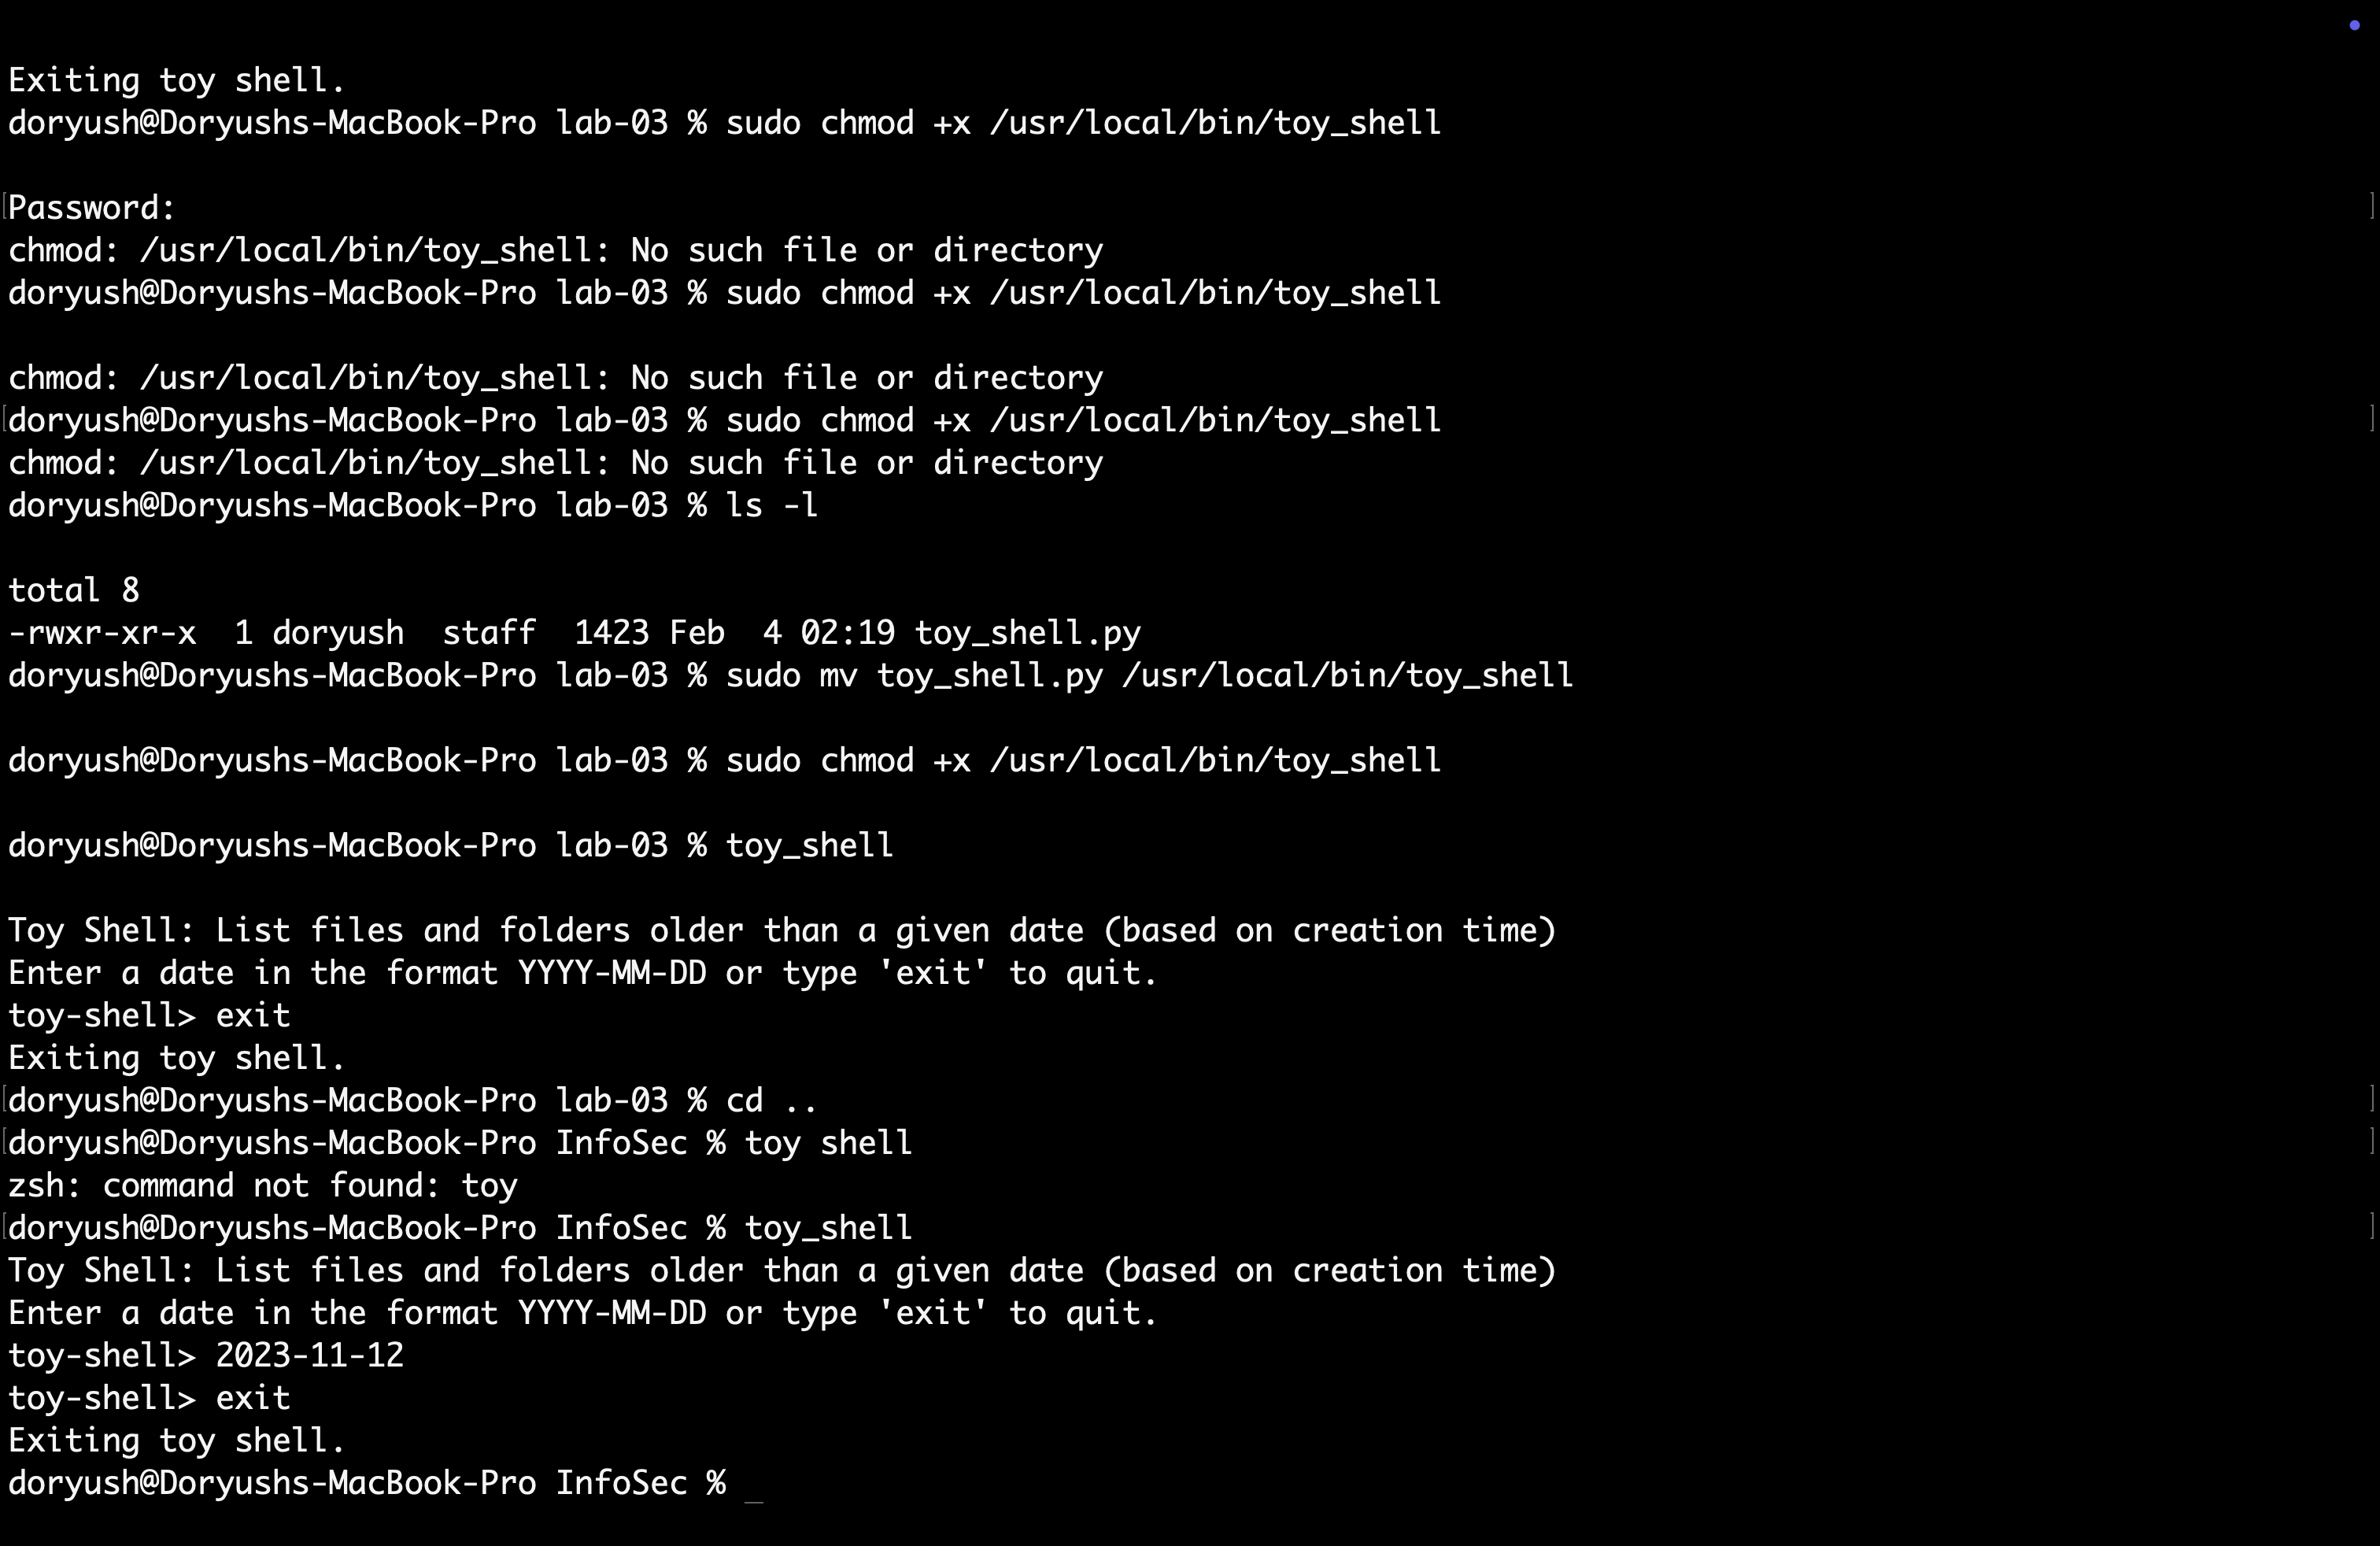 Exiting toy shell.
doryush@Doryushs-MacBook-Pro lab-03 % sudo chmod +x /usr/local/bin/toy_shell
Password:
chmod: /usr/local/bin/toy_shell: No such file or directory
doryush@Doryushs-MacBook-Pro lab-03 % sudo chmod +x /usr/local/bin/toy_shell
chmod: /usr/local/bin/toy_shell: No such file or directory
doryush@Doryushs-MacBook-Pro lab-03 % sudo chmod +x /usr/local/bin/toy_shell
chmod: /usr/local/bin/toy_shell: No such file or directory
doryush@Doryushs-MacBook-Pro lab-03 % ls -l
total 8
-rwxr-xr-x  1 doryush  staff  1423 Feb  4 02:19 toy_shell.py
doryush@Doryushs-MacBook-Pro lab-03 % sudo mv toy_shell.py /usr/local/bin/toy_shell
doryush@Doryushs-MacBook-Pro lab-03 % sudo chmod +x /usr/local/bin/toy_shell
doryush@Doryushs-MacBook-Pro lab-03 % toy_shell
Toy Shell: List files and folders older than a given date (based on creation time)
Enter a date in the format YYYY-MM-DD or type 'exit' to quit.
toy-shell> exit
Exiting toy shell.
doryush@Doryushs-MacBook-Pro lab-03 % cd ..
doryush@Doryushs-MacBook-Pro InfoSec % toy shell
zsh: command not found: toy
doryush@Doryushs-MacBook-Pro InfoSec % toy_shell
Toy Shell: List files and folders older than a given date (based on creation time)
Enter a date in the format YYYY-MM-DD or type 'exit' to quit.
toy-shell> 2023-11-12
toy-shell> exit
Exiting toy shell.
doryush@Doryushs-MacBook-Pro InfoSec % _